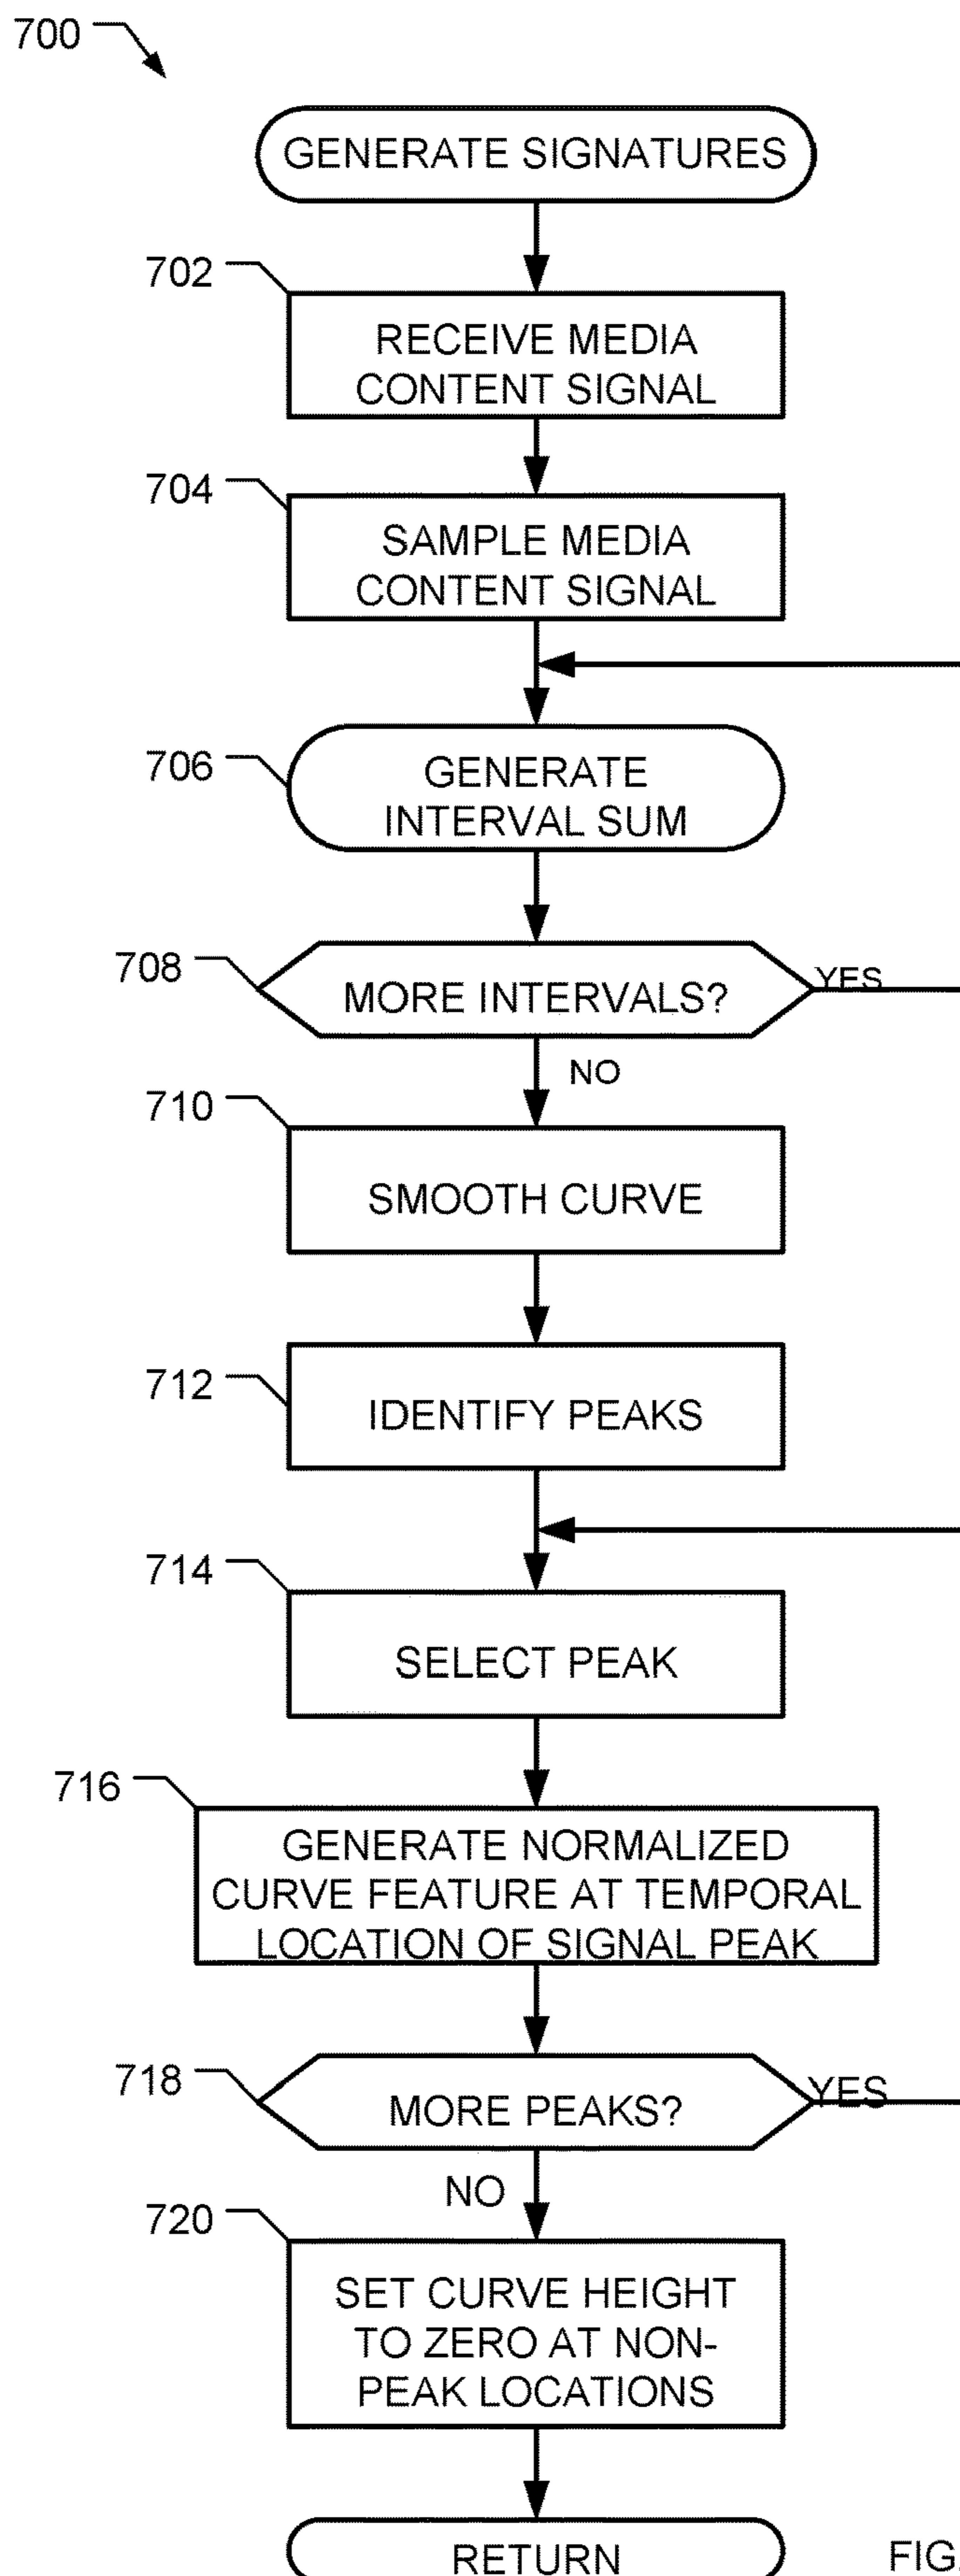 700
GENERATE SIGNATURES
702
RECEIVE MEDIA
CONTENT SIGNAL
704
SAMPLE MEDIA
CONTENT SIGNAL
706
GENERATE
INTERVAL SUM
708
MORE INTERVALS?
YES
NO
710
SMOOTH CURVE
712
IDENTIFY PEAKS
714
SELECT PEAK
716
GENERATE NORMALIZED
CURVE FEATURE AT TEMPORAL
LOCATION OF SIGNAL PEAK
718
MORE PEAKS?
YES
NO
720
SET CURVE HEIGHT
TO ZERO AT NON-
PEAK LOCATIONS
RETURN
FIG.